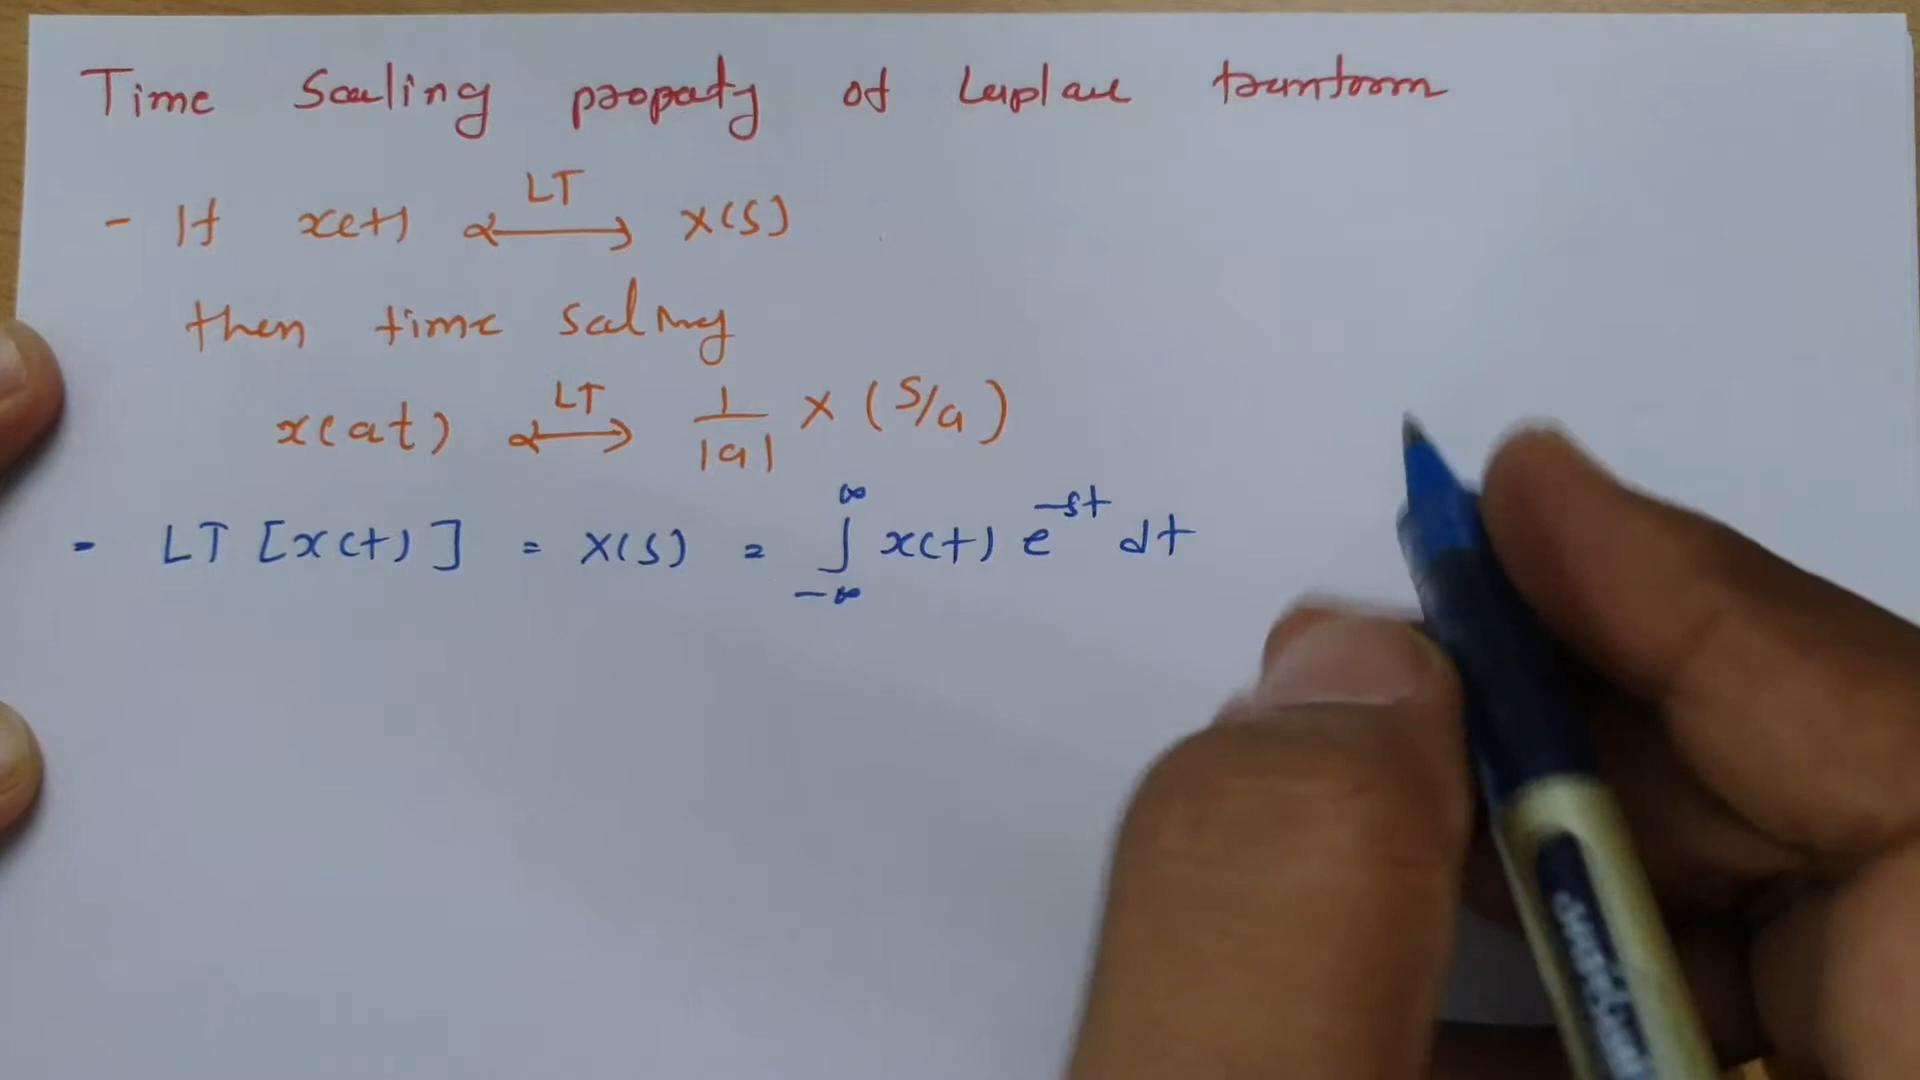 Time Scaling property of Laplace transform
- If x(t) ⟷ LT X(s)
then time scaling
x(at) ⟷ LT 1/|a| X (s/a)
- LT [x(t)] = X(s) = ∫_{-∞}^{∞} x(t) e^{-st} dt